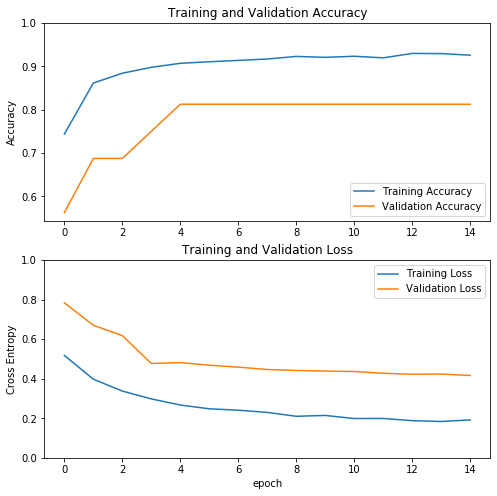 Training and Validation Accuracy
1.0
0.9
0.8
0.7
0.6
Accuracy
Training Accuracy
Validation Accuracy
0 2 4 6 8 10 12 14
Training and Validation Loss
1.0
0.8
0.6
0.4
0.2
0.0
Cross Entropy
Training Loss
Validation Loss
0 2 4 6 8 10 12 14
epoch